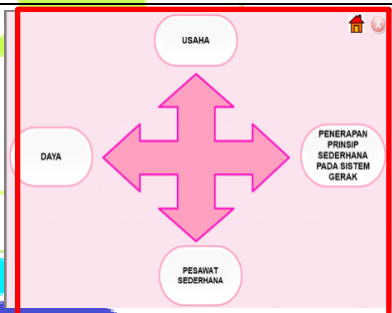 USAHA
DAYA
PENERAPAN
PRINSIP
SEDERHANA
PADA SISTEM
GERAK
PESAWAT
SEDERHANA